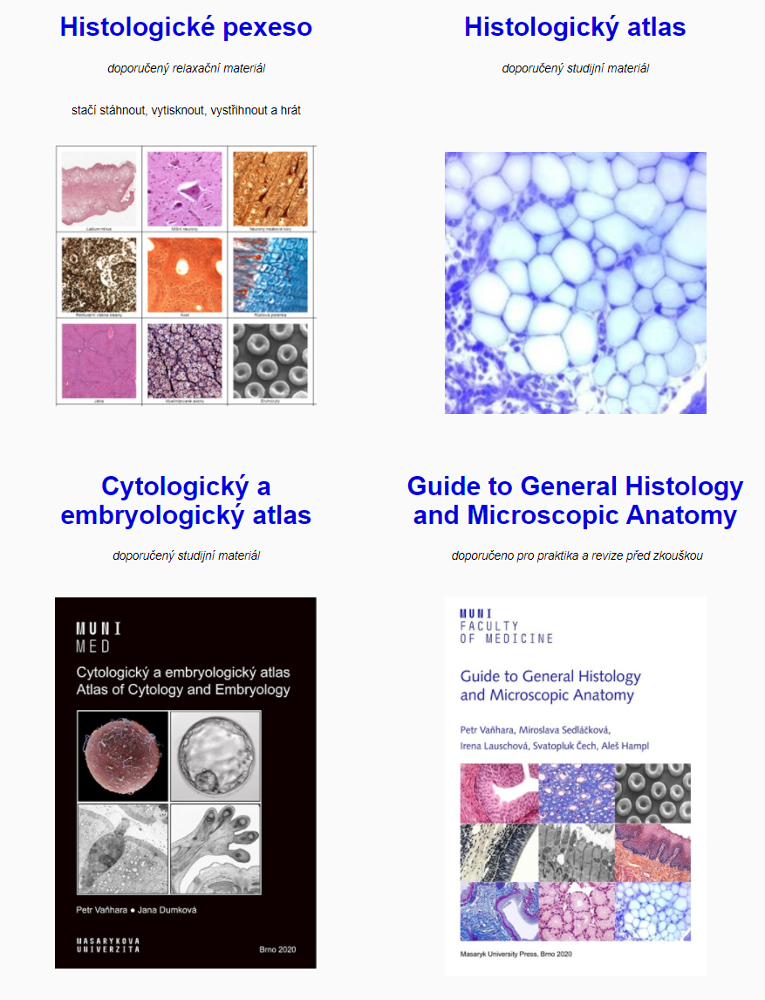 Histologické pexeso
doporučený relaxační materiál
stačí stáhnout, vytisknout, vystřihnout a hrát
Labium minus
Míšní neurony
Neurony mozkové kůry
Retikulární vlákna sleziny
Kost
Růstová ploténka
Játra
Myelinizované axony
Erytrocyty
Histologický atlas
doporučený studijní materiál
Cytologický a
embryologický atlas
doporučený studijní materiál
MUNI
MED
Cytologický a embryologický atlas
Atlas of Cytology and Embryology
Petr Vaňhara ● Jana Dumková
MASARYKOVA
UNIVERZITA
Brno 2020
Guide to General Histology
and Microscopic Anatomy
doporučeno pro praktika a revize před zkouškou
MUNI
FACULTY
OF MEDICINE
Guide to General Histology
and Microscopic Anatomy
Petr Vaňhara, Miroslava Sedláčková,
Irena Lauschová, Svatopluk Čech, Aleš Hampl
Masaryk University Press, Brno 2020